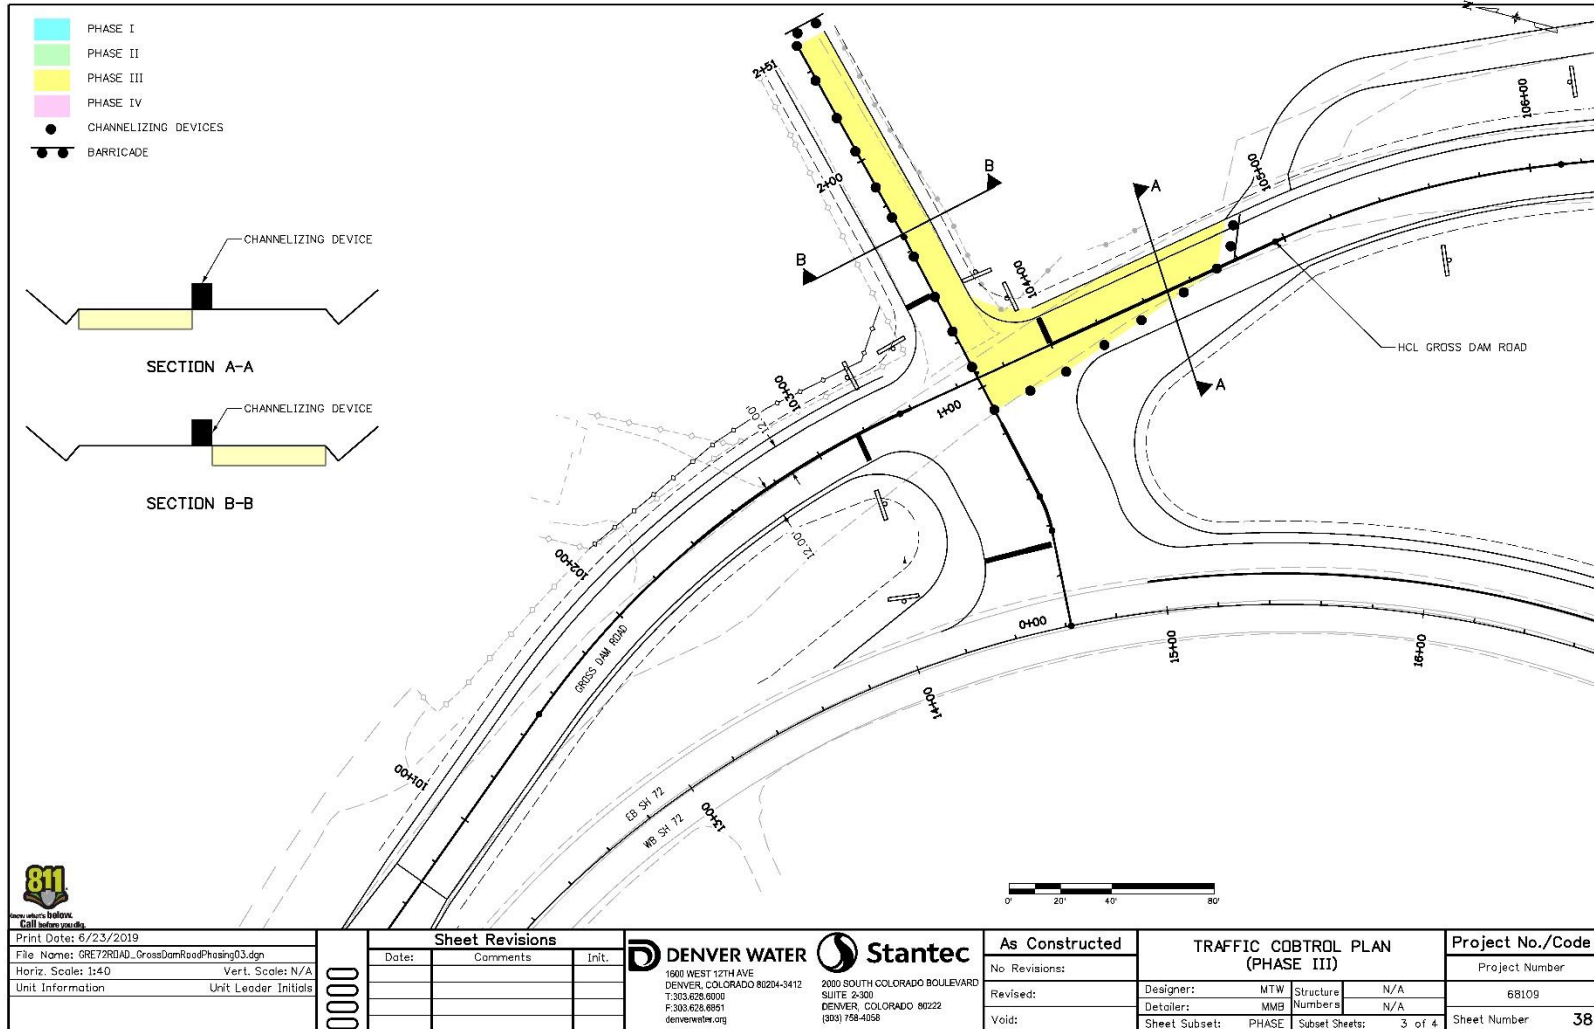 PHASE I
PHASE II
PHASE III
PHASE IV
CHANNELIZING DEVICES
BARRICADE
CHANNELIZING DEVICE
SECTION A-A
CHANNELIZING DEVICE
SECTION B-B
N
2+51
2+00
B
B
A
A
106+00
105+00
104+00
HCL GROSS DAM ROAD
103+00
12.00'
1+00
102+00
12.00'
GROSS DAM ROAD
0+00
15+00
16+00
14+00
101+00
EB SH 72
WB SH 72
13+00
0' 20' 40' 80'
811
Know what's below.
Call before you dig.
Print Date: 6/23/2019
File Name: GRE72ROAD_GrossDamRoadPhasing03.dgn
Horiz. Scale: 1:40 Vert. Scale: N/A
Unit Information Unit Leader Initials
Sheet Revisions
Date: Comments Init.
DENVER WATER
1600 WEST 12TH AVE
DENVER, COLORADO 80204-3412
T:303.628.6000
F:303.628.6851
denverwater.org
Stantec
2000 SOUTH COLORADO BOULEVARD
SUITE 2-300
DENVER, COLORADO 80222
(303) 758-4058
As Constructed
No Revisions:
Revised:
Void:
TRAFFIC COBTROL PLAN
(PHASE III)
Designer: MTW
Detailer: MMB
Structure Numbers N/A
N/A
Sheet Subset: PHASE Subset Sheets: 3 of 4
Project No./Code
Project Number
68109
Sheet Number 38